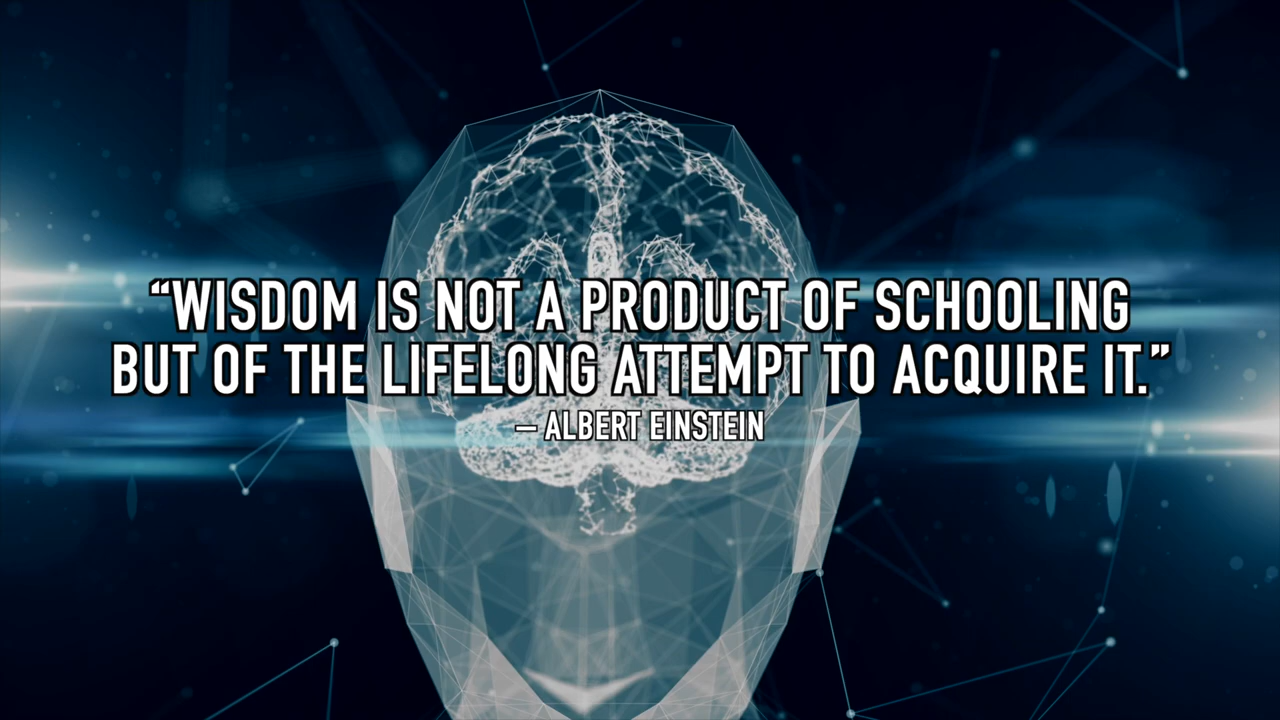 “WISDOM IS NOT A PRODUCT OF SCHOOLING
BUT OF THE LIFELONG ATTEMPT TO ACQUIRE IT.”
– ALBERT EINSTEIN